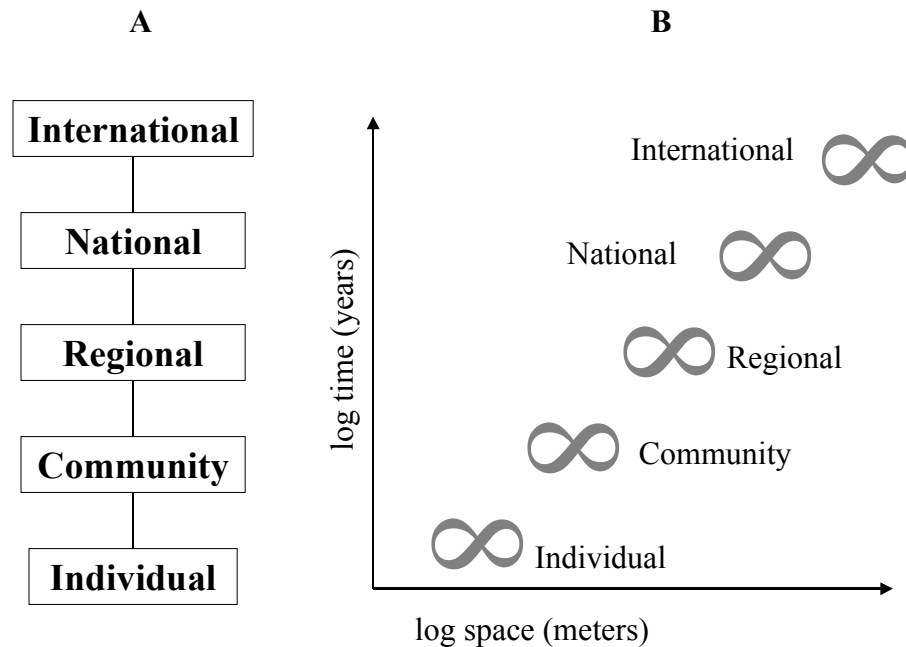 A
International
National
Regional
Community
Individual
B
International
National
Regional
Community
Individual
log time (years)
log space (meters)